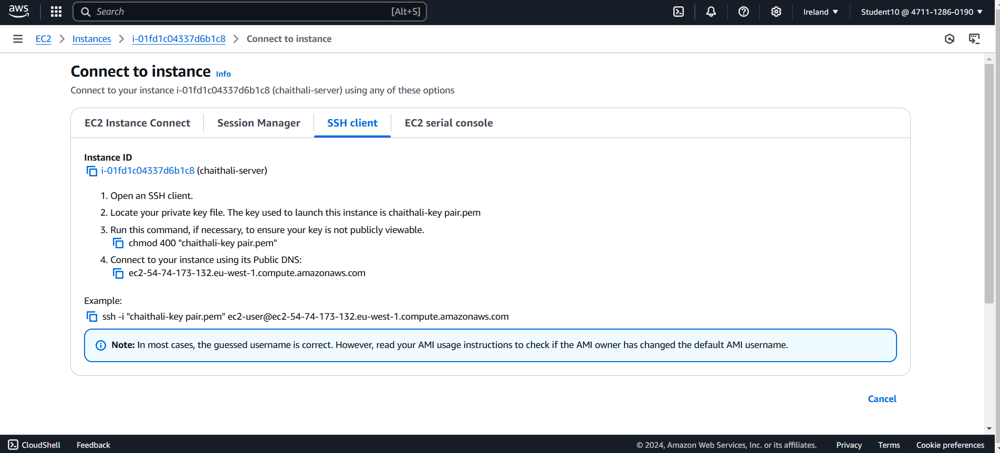 aws
Search [Alt+S]
Ireland ▼
Student10 @ 4711-1286-0190 ▼
EC2 > Instances > i-01fd1c04337d6b1c8 > Connect to instance
Connect to instance Info
Connect to your instance i-01fd1c04337d6b1c8 (chaithali-server) using any of these options
EC2 Instance Connect
Session Manager
SSH client
EC2 serial console
Instance ID
i-01fd1c04337d6b1c8 (chaithali-server)
1. Open an SSH client.
2. Locate your private key file. The key used to launch this instance is chaithali-key pair.pem
3. Run this command, if necessary, to ensure your key is not publicly viewable.
chmod 400 "chaithali-key pair.pem"
4. Connect to your instance using its Public DNS:
ec2-54-74-173-132.eu-west-1.compute.amazonaws.com
Example:
ssh -i "chaithali-key pair.pem" ec2-user@ec2-54-74-173-132.eu-west-1.compute.amazonaws.com
Note: In most cases, the guessed username is correct. However, read your AMI usage instructions to check if the AMI owner has changed the default AMI username.
Cancel
CloudShell
Feedback
© 2024, Amazon Web Services, Inc. or its affiliates.
Privacy
Terms
Cookie preferences